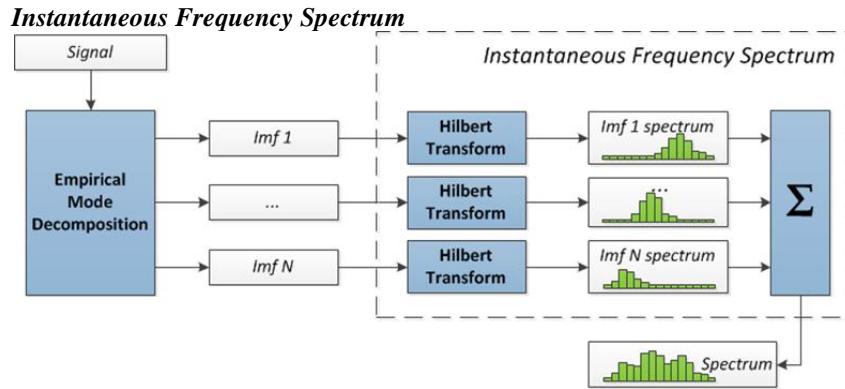 Instantaneous Frequency Spectrum
Signal
Instantaneous Frequency Spectrum
Empirical
Mode
Decomposition
Imf 1
Hilbert
Transform
Imf 1 spectrum
...
Hilbert
Transform
...
Imf N
Hilbert
Transform
Imf N spectrum
Σ
Spectrum